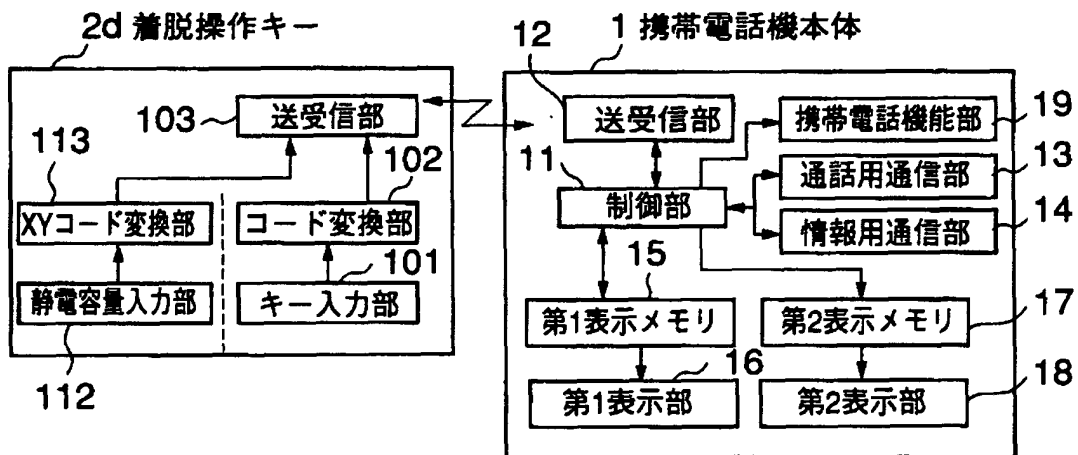 2d 着脱操作キー
103
送受信部
113
102
XYコード変換部
コード変換部
101
静電容量入力部
キー入力部
112
1 携帯電話機本体
12
送受信部
携帯電話機能部
19
11
通話用通信部
13
制御部
情報用通信部
14
15
第1表示メモリ
第2表示メモリ
17
16
第1表示部
第2表示部
18